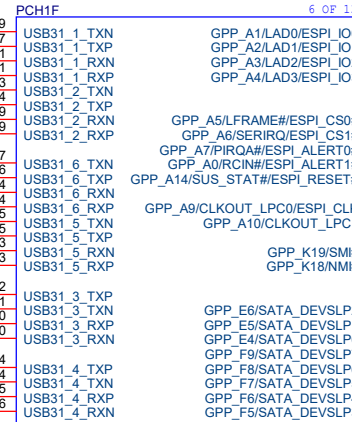 PCH1F 6 OF 1
USB31_1_TXN GPP_A1/LAD0/ESPI_IO
USB31_1_TXP GPP_A2/LAD1/ESPI_IO
USB31_1_RXN GPP_A3/LAD2/ESPI_IO
USB31_1_RXP GPP_A4/LAD3/ESPI_IO
USB31_2_TXN
USB31_2_TXP
USB31_2_RXN GPP_A5/LFRAME#/ESPI_CS0
USB31_2_RXP GPP_A6/SERIRQ/ESPI_CS1
GPP_A7/PIRQA#/ESPI_ALERT0
USB31_6_TXN GPP_A0/RCIN#/ESPI_ALERT1
USB31_6_TXP GPP_A14/SUS_STAT#/ESPI_RESET
USB31_6_RXN
USB31_6_RXP GPP_A9/CLKOUT_LPC0/ESPI_CL
USB31_5_TXN GPP_A10/CLKOUT_LPC
USB31_5_TXP
USB31_5_RXN GPP_K19/SMI
USB31_5_RXP GPP_K18/NMI
USB31_3_TXP
USB31_3_TXN GPP_E6/SATA_DEVSLP
USB31_3_RXP GPP_E5/SATA_DEVSLP
USB31_3_RXN GPP_E4/SATA_DEVSLP
GPP_F9/SATA_DEVSLP
USB31_4_TXP GPP_F8/SATA_DEVSLP
USB31_4_TXN GPP_F7/SATA_DEVSLP
USB31_4_RXP GPP_F6/SATA_DEVSLP
USB31_4_RXN GPP_F5/SATA_DEVSLP